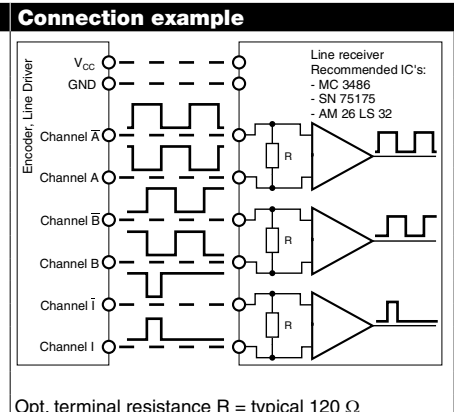 Connection example
Encoder, Line Driver
V_CC
GND
Channel A̅
Channel A
Channel B̅
Channel B
Channel I̅
Channel I
Line receiver
Recommended IC's:
- MC 3486
- SN 75175
- AM 26 LS 32
R
R
R
Opt. terminal resistance R = typical 120 Ω